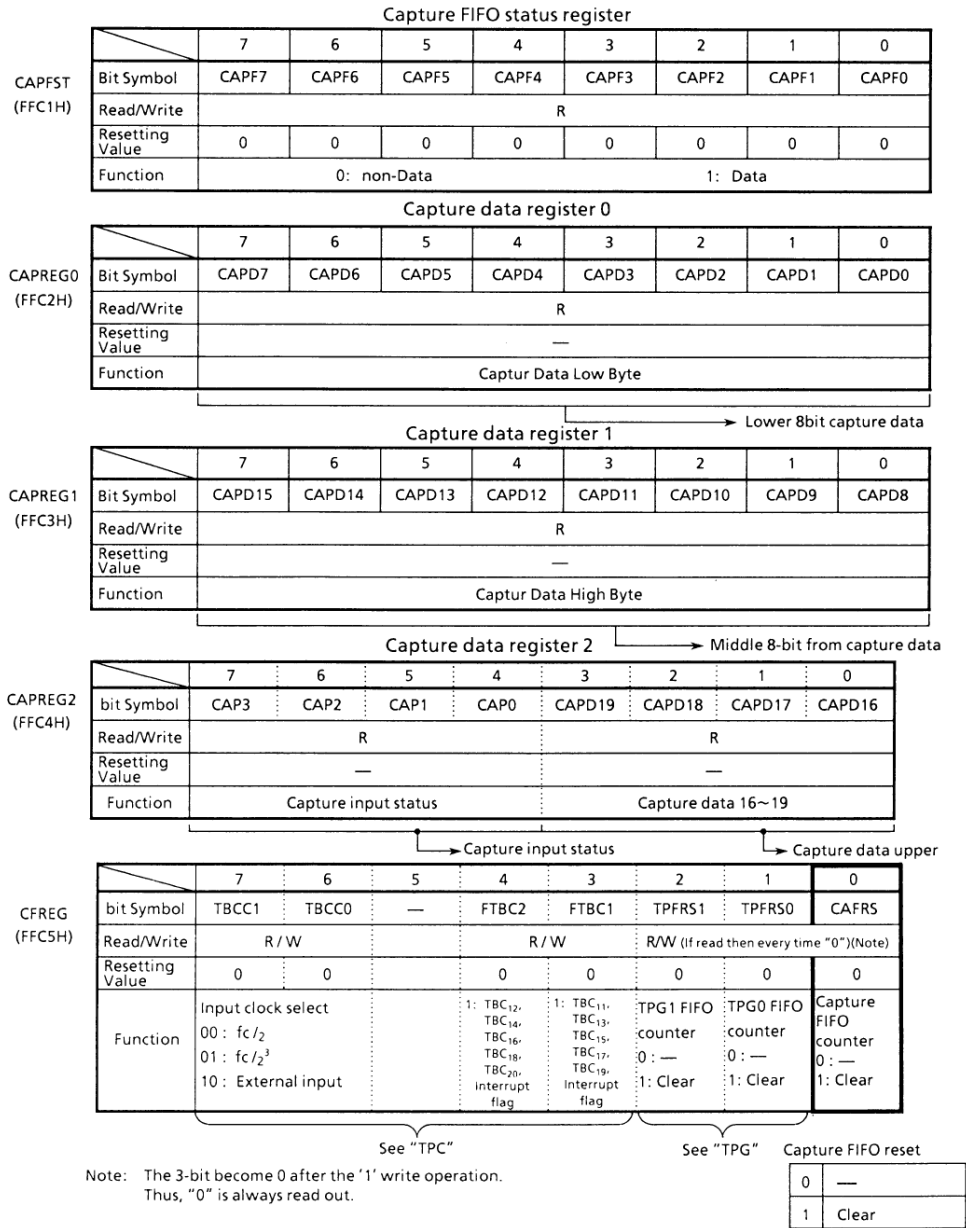 Capture FIFO status register
7 6 5 4 3 2 1 0
CAPFST
(FFC1H)
Bit Symbol CAPF7 CAPF6 CAPF5 CAPF4 CAPF3 CAPF2 CAPF1 CAPF0
Read/Write R
Resetting
Value 0 0 0 0 0 0 0 0
Function 0: non-Data 1: Data
Capture data register 0
7 6 5 4 3 2 1 0
CAPREG0
(FFC2H)
Bit Symbol CAPD7 CAPD6 CAPD5 CAPD4 CAPD3 CAPD2 CAPD1 CAPD0
Read/Write R
Resetting
Value —
Function Captur Data Low Byte
Lower 8bit capture data
Capture data register 1
7 6 5 4 3 2 1 0
CAPREG1
(FFC3H)
Bit Symbol CAPD15 CAPD14 CAPD13 CAPD12 CAPD11 CAPD10 CAPD9 CAPD8
Read/Write R
Resetting
Value —
Function Captur Data High Byte
Middle 8-bit from capture data
Capture data register 2
7 6 5 4 3 2 1 0
CAPREG2
(FFC4H)
bit Symbol CAP3 CAP2 CAP1 CAP0 CAPD19 CAPD18 CAPD17 CAPD16
Read/Write R R
Resetting
Value — —
Function Capture input status Capture data 16~19
Capture input status
Capture data upper
7 6 5 4 3 2 1 0
CFREG
(FFC5H)
bit Symbol TBCC1 TBCC0 — FTBC2 FTBC1 TPFRS1 TPFRS0 CAFRS
Read/Write R/W R/W R/W (If read then every time "0")(Note)
Resetting
Value 0 0 0 0 0 0 0
Function
Input clock select
00 : fc/2
01 : fc/2³
10 : External input
1: TBC12,
TBC14,
TBC16,
TBC18,
TBC20,
Interrupt
flag
1: TBC11,
TBC13,
TBC15,
TBC17,
TBC19,
Interrupt
flag
TPG1 FIFO
counter
0 : —
1: Clear
TPG0 FIFO
counter
0 : —
1: Clear
Capture
FIFO
counter
0 : —
1: Clear
See "TPC"
See "TPG"
Capture FIFO reset
0 —
1 Clear
Note: The 3-bit become 0 after the '1' write operation.
Thus, "0" is always read out.